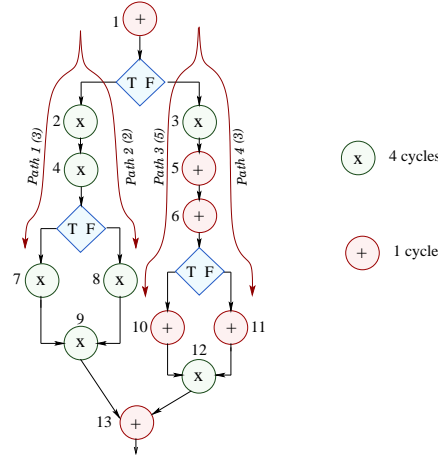 1 +
T F
2 x
3 x
4 x
5 +
6 +
Path 1 (3)
Path 2 (2)
Path 3 (5)
Path 4 (3)
x 4 cycles
T F
T F
+ 1 cycle
7 x
8 x
10 +
+ 11
9
x
12
x
13 +